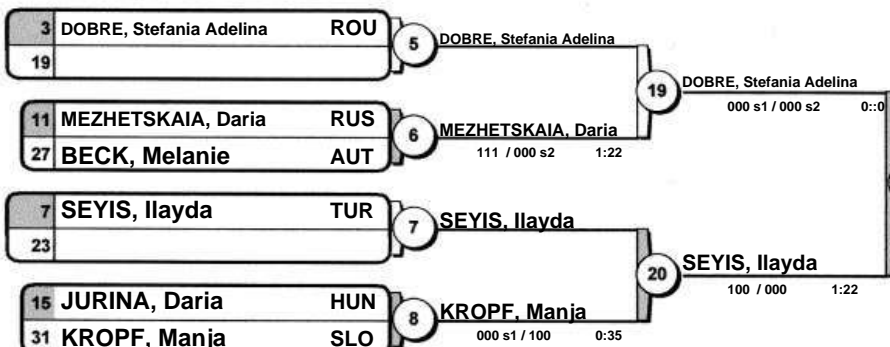 3 DOBRE, Stefania Adelina ROU
19
5 DOBRE, Stefania Adelina
11 MEZHETSKAIA, Daria RUS
27 BECK, Melanie AUT
6 MEZHETSKAIA, Daria
111 / 000 s2 1:22
19 DOBRE, Stefania Adelina
000 s1 / 000 s2 0::0
7 SEYIS, Ilayda TUR
23
7 SEYIS, Ilayda
15 JURINA, Daria HUN
31 KROPF, Manja SLO
8 KROPF, Manja
000 s1 / 100 0:35
20 SEYIS, Ilayda
100 / 000 1:22